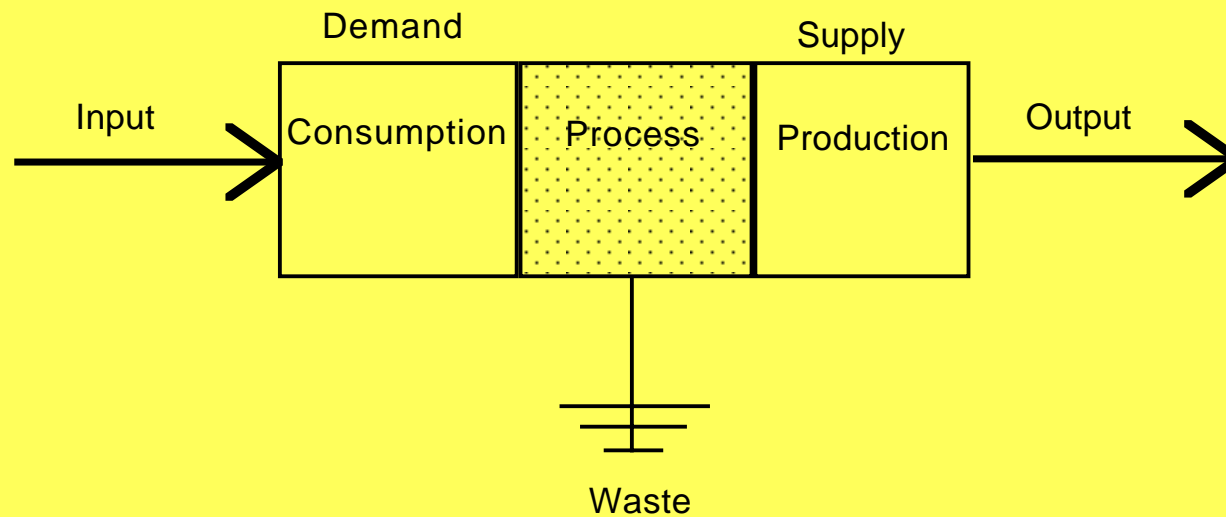 Demand
Supply
Input
Consumption
Process
Production
Output
Waste